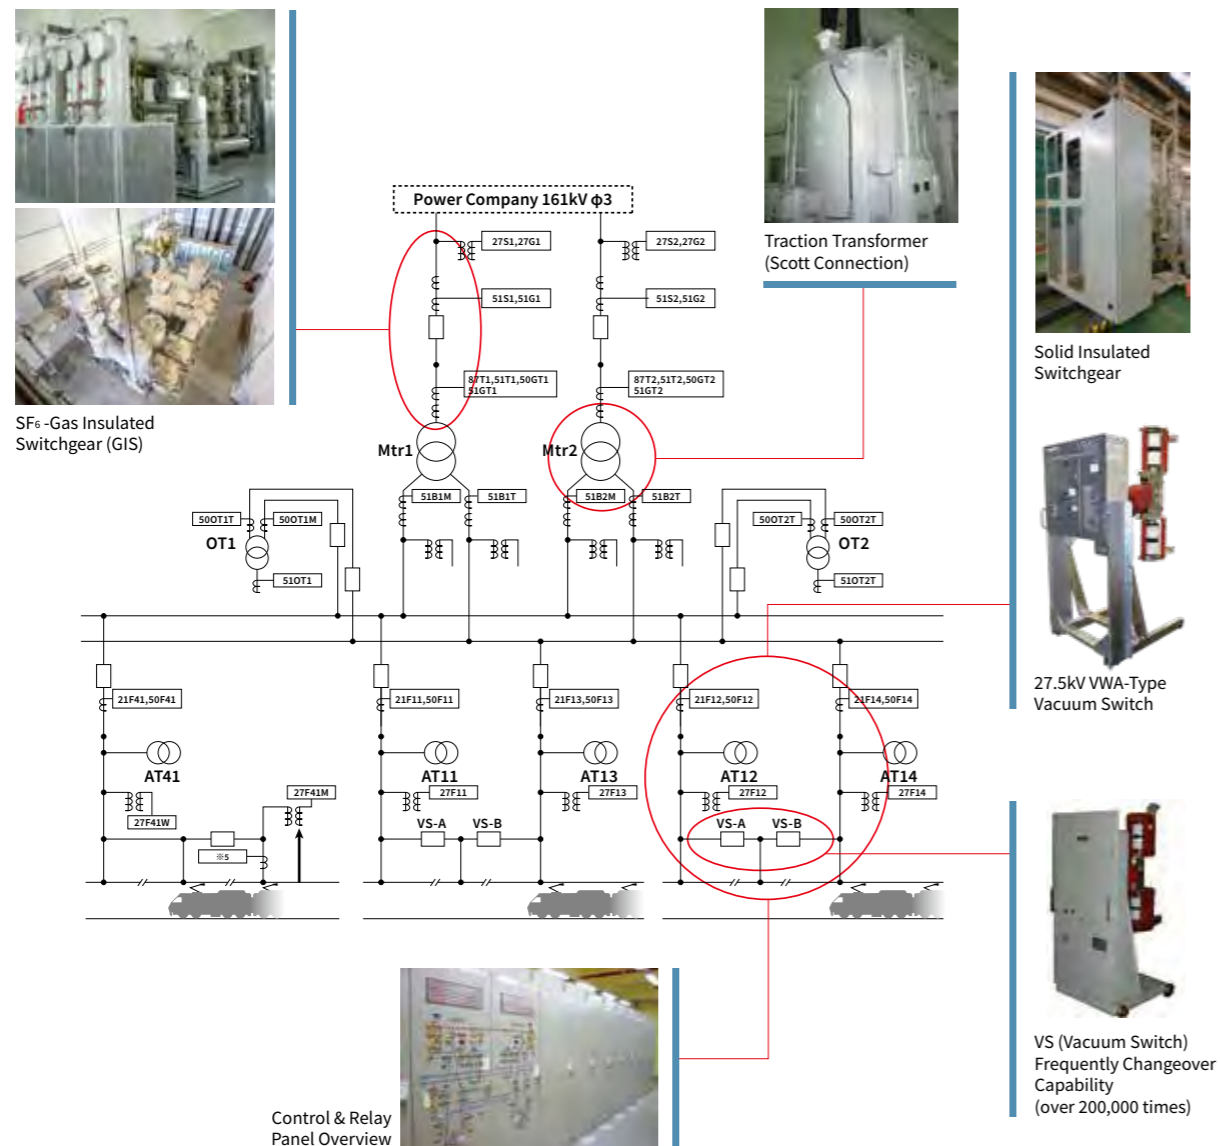 Power Company 161kV ф3
27S1,27G1
27S2,27G2
Traction Transformer
(Scott Connection)
51S1,51G1
51S2,51G2
Solid Insulated
Switchgear
87T1,51T1,50GT1
51GT1
87T2,51T2,50GT2
51GT2
SF6 -Gas Insulated
Switchgear (GIS)
Mtr1
Mtr2
51B1M
51B1T
51B2M
51B2T
50OT1T
50OT1M
50OT2T
50OT2T
OT1
OT2
51OT1
51OT2T
27.5kV VWA-Type
Vacuum Switch
21F41,50F41
21F11,50F11
21F13,50F13
21F12,50F12
21F14,50F14
AT41
AT11
AT13
AT12
AT14
27F41M
27F11
27F13
27F12
27F14
27F41W
VS-A
VS-B
VS-A
VS-B
※5
VS (Vacuum Switch)
Frequently Changeover
Capability
(over 200,000 times)
Control & Relay
Panel Overview